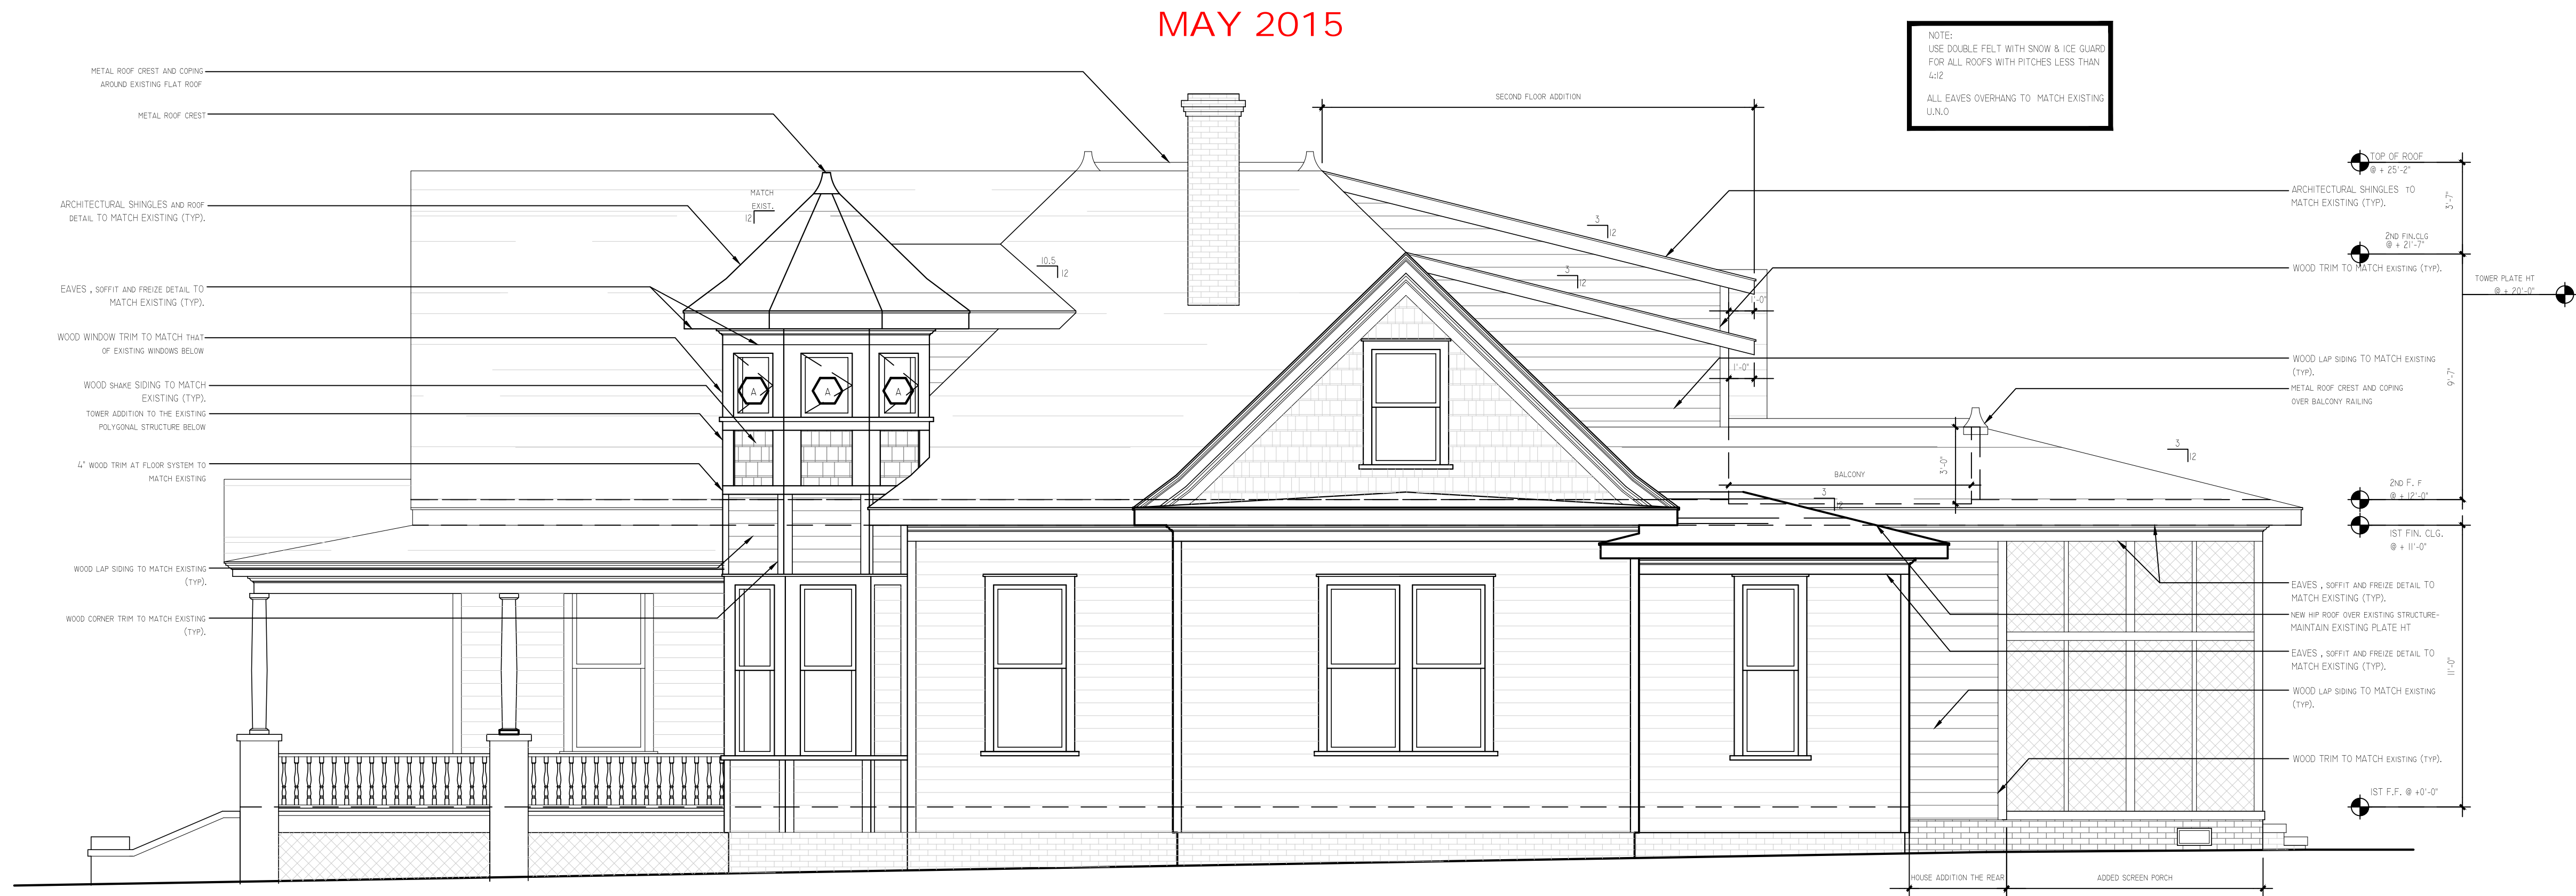 MAY 2015
NOTE:
USE DOUBLE FELT WITH SNOW & ICE GUARD
FOR ALL ROOFS WITH PITCHES LESS THAN
4:12
ALL EAVES OVERHANG TO MATCH EXISTING
U.N.O
METAL ROOF CREST AND COPING
AROUND EXISTING FLAT ROOF
METAL ROOF CREST
ARCHITECTURAL SHINGLES AND ROOF
DETAIL TO MATCH EXISTING (TYP).
EAVES , SOFFIT AND FREIZE DETAIL TO
MATCH EXISTING (TYP).
WOOD WINDOW TRIM TO MATCH THAT
OF EXISTING WINDOWS BELOW
WOOD SHAKE SIDING TO MATCH
EXISTING (TYP).
TOWER ADDITION TO THE EXISTING
POLYGONAL STRUCTURE BELOW
4" WOOD TRIM AT FLOOR SYSTEM TO
MATCH EXISTING
WOOD LAP SIDING TO MATCH EXISTING
(TYP).
WOOD CORNER TRIM TO MATCH EXISTING
(TYP).
MATCH
EXIST.
12
A
A
A
10.5
12
SECOND FLOOR ADDITION
3
12
3
12
1'-0"
1'-0"
3'-0"
BALCONY
3
12
3
12
TOP OF ROOF
@ + 25'-2"
3'-7"
ARCHITECTURAL SHINGLES TO
MATCH EXISTING (TYP).
2ND FIN.CLG
@ + 21'-7"
WOOD TRIM TO MATCH EXISTING (TYP).
TOWER PLATE HT
@ + 20'-0"
WOOD LAP SIDING TO MATCH EXISTING
(TYP).
9'-7"
METAL ROOF CREST AND COPING
OVER BALCONY RAILING
2ND F. F
@ + 12'-0"
1ST FIN. CLG.
@ + 11'-0"
EAVES , SOFFIT AND FREIZE DETAIL TO
MATCH EXISTING (TYP).
NEW HIP ROOF OVER EXISTING STRUCTURE-
MAINTAIN EXISTING PLATE HT
EAVES , SOFFIT AND FREIZE DETAIL TO
MATCH EXISTING (TYP).
11'-0"
WOOD LAP SIDING TO MATCH EXISTING
(TYP).
WOOD TRIM TO MATCH EXISTING (TYP).
1ST F.F. @ +0'-0"
HOUSE ADDITION THE REAR
ADDED SCREEN PORCH